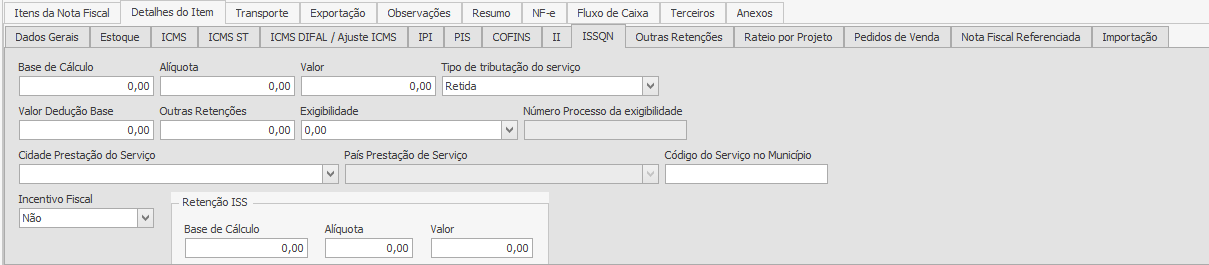 Itens da Nota Fiscal Detalhes do Item Transporte Exportação Observações Resumo NF-e Fluxo de Caixa Terceiros Anexos
Dados Gerais Estoque ICMS ICMS ST ICMS DIFAL / Ajuste ICMS IPI PIS COFINS II ISSQN Outras Retenções Rateio por Projeto Pedidos de Venda Nota Fiscal Referenciada Importação
Base de Cálculo Alíquota Valor Tipo de tributação do serviço
0,00 0,00 0,00 Retida
Valor Dedução Base Outras Retenções Exigibilidade Número Processo da exigibilidade
0,00 0,00 0,00
Cidade Prestação do Serviço País Prestação de Serviço Código do Serviço no Município
Incentivo Fiscal Retenção ISS
Não
Base de Cálculo Alíquota Valor
0,00 0,00 0,00